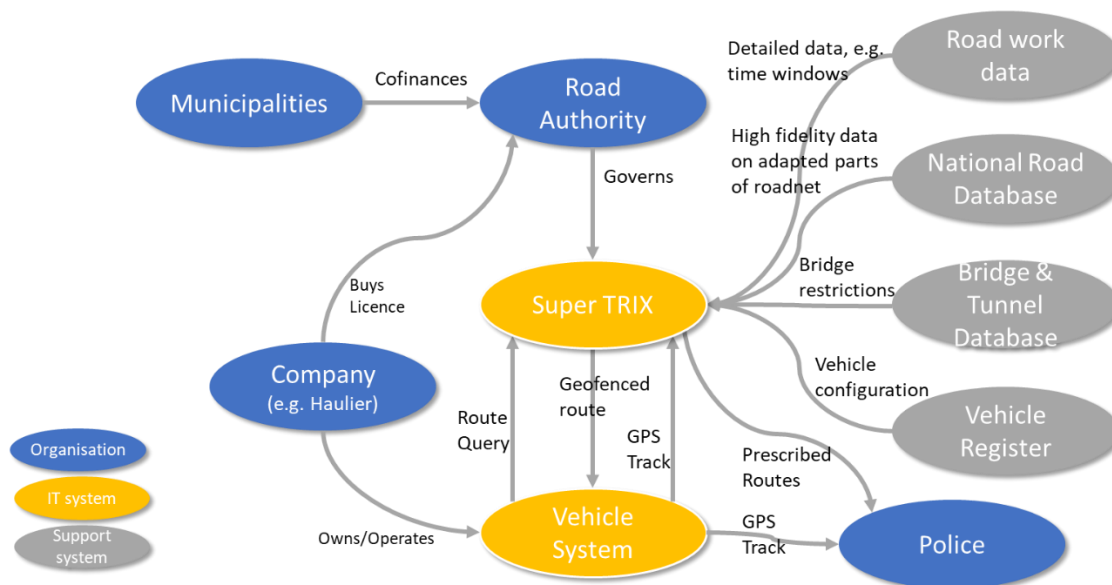 Municipalities
Cofinances
Road
Authority
Detailed data, e.g.
time windows
Road work
data
High fidelity data
on adapted parts
of roadnet
National Road
Database
Governs
Buys
Licence
Super TRIX
Bridge
restrictions
Bridge &
Tunnel
Database
Company
(e.g. Haulier)
Geofenced
route
Route
Query
GPS
Track
Vehicle
configuration
Vehicle
Register
Prescribed
Routes
Organisation
IT system
Support
system
Owns/Operates
Vehicle
System
GPS
Track
Police